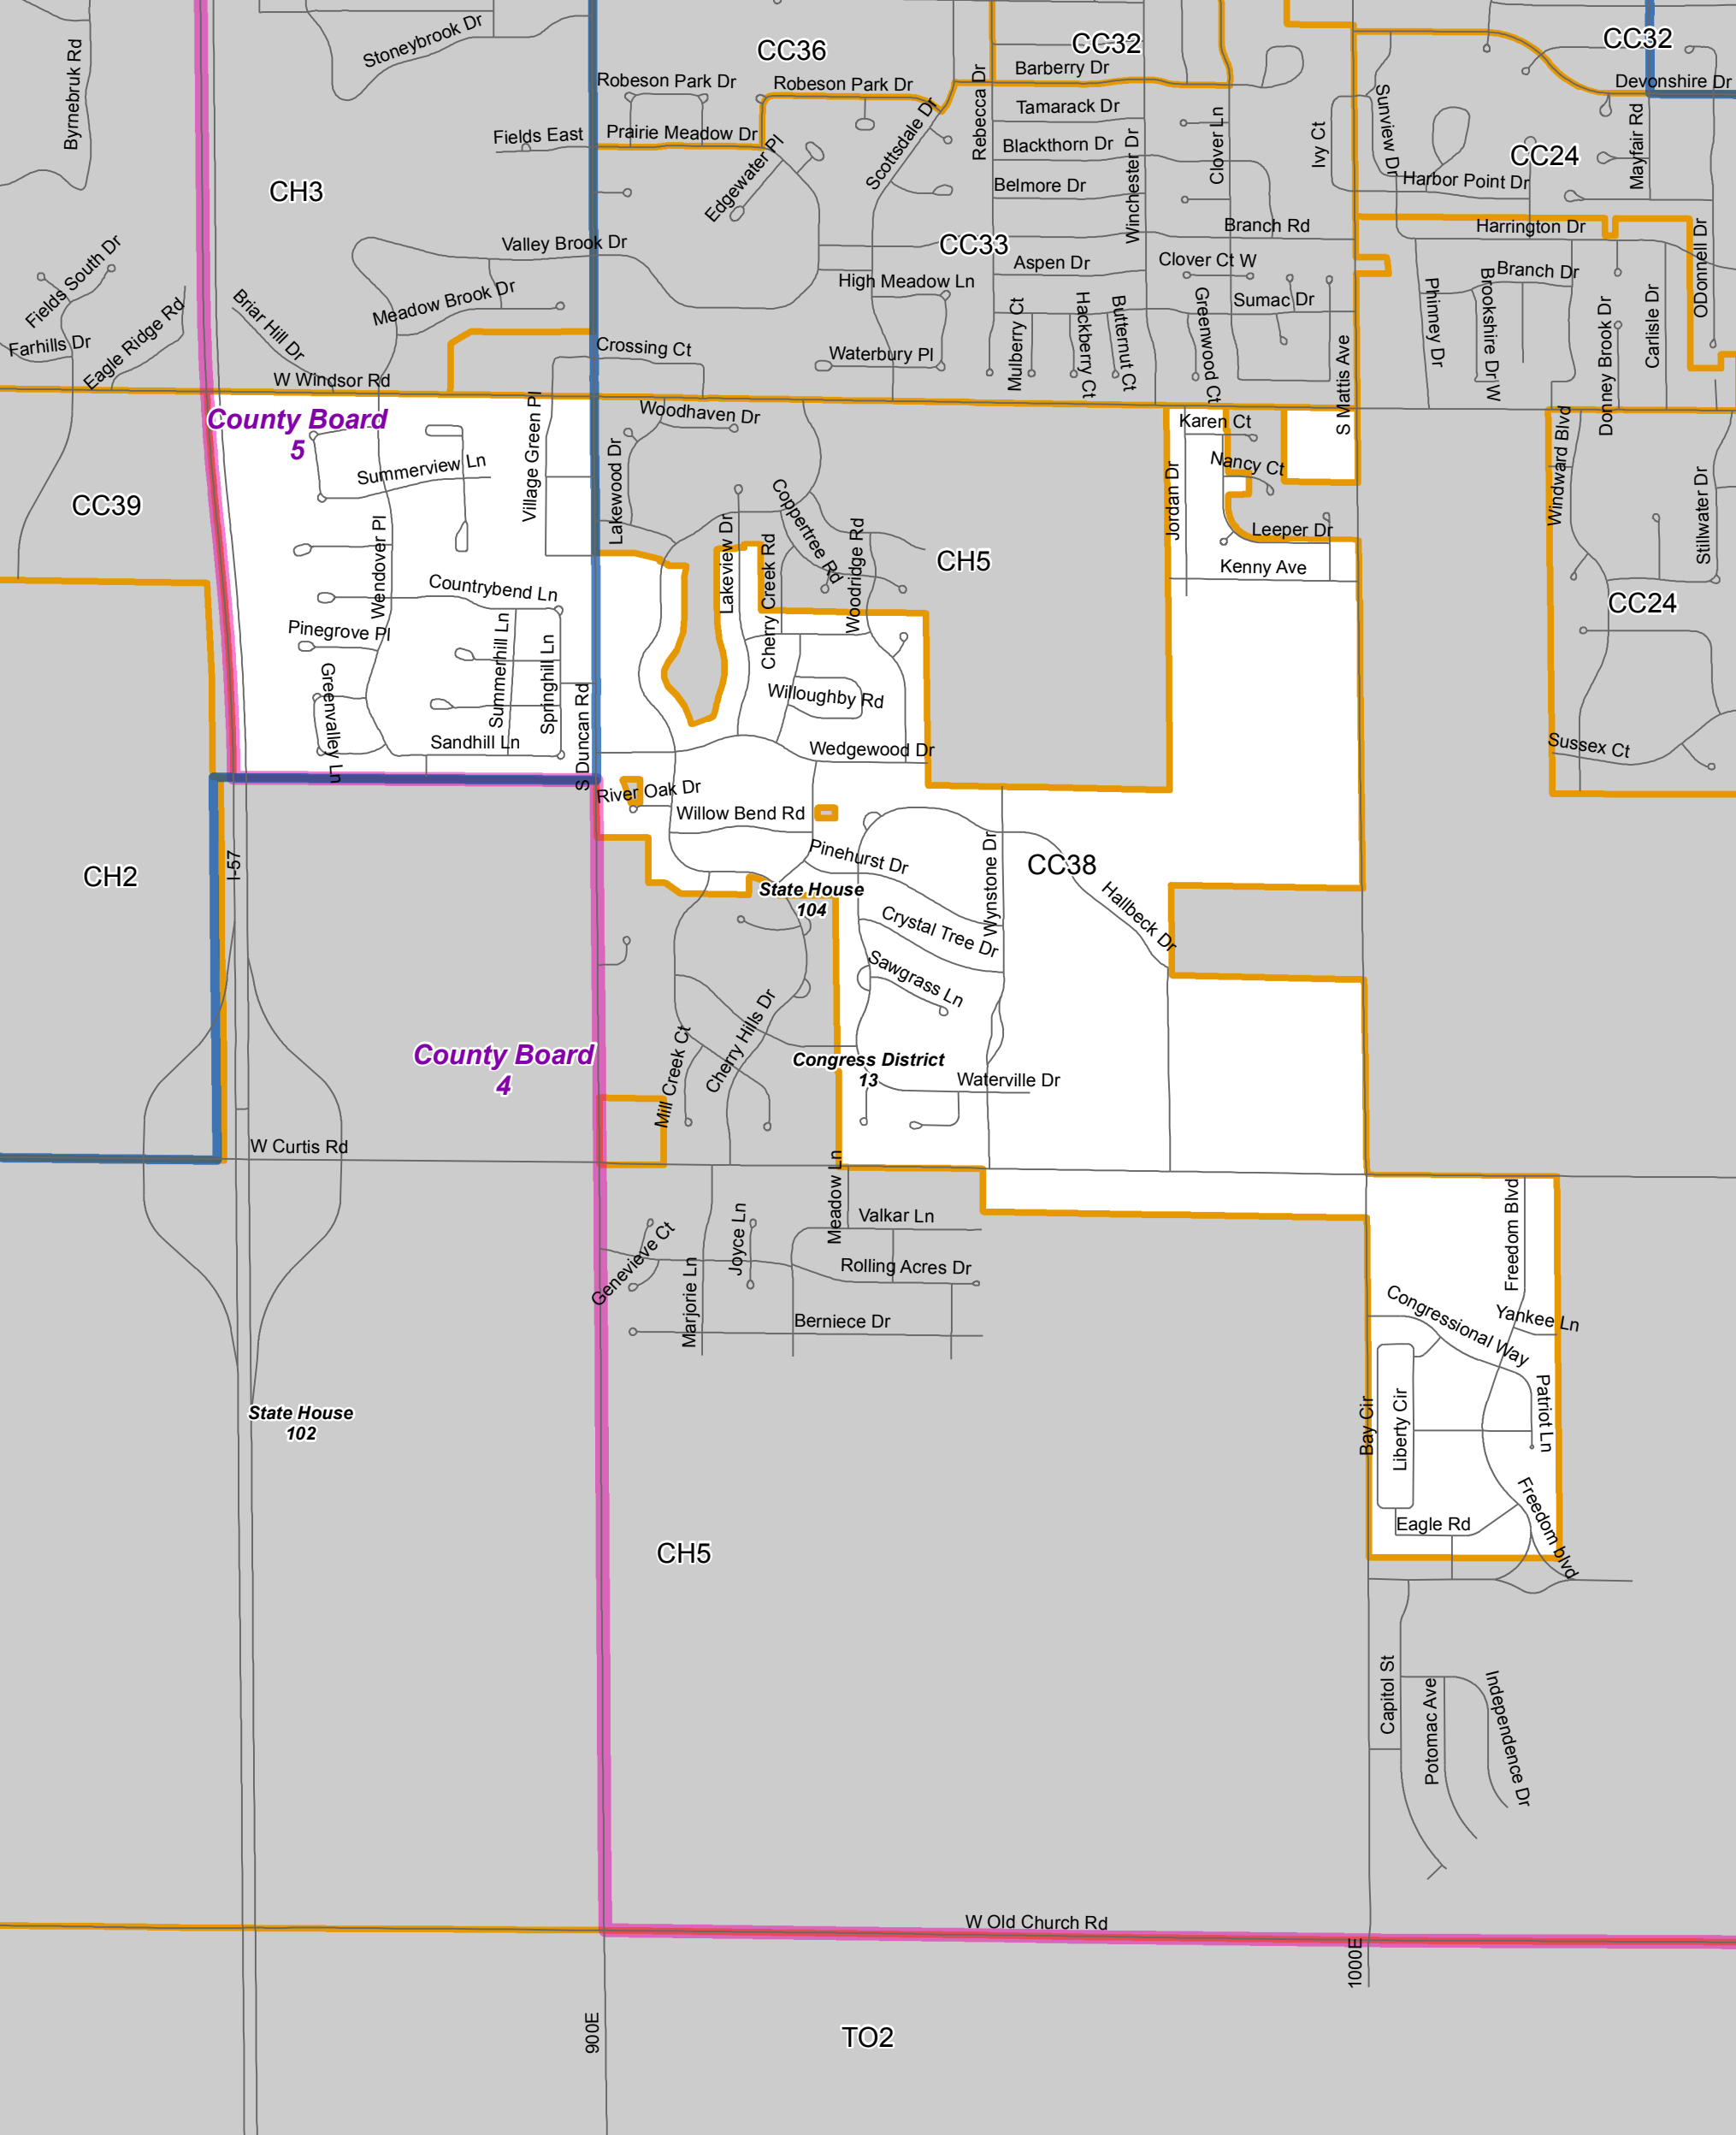 Stoneybrook Dr
CC36
CC32
CC32
Byrnebruk Rd
Robeson Park Dr
Robeson Park Dr
Barberry Dr
Devonshire Dr
Rebecca Dr
Tamarack Dr
Sunview Dr
Mayfair Rd
Fields East
Prairie Meadow Dr
Scottsdale Dr
Blackthorn Dr
Winchester Dr
Clover Ln
Ivy Ct
CC24
CH3
Edgewater Pl
Belmore Dr
Harbor Point Dr
Valley Brook Dr
CC33
Branch Rd
Harrington Dr
ODonnell Dr
Fields South Dr
High Meadow Ln
Aspen Dr
Clover Ct W
Branch Dr
Meadow Brook Dr
Sumac Dr
Briar Hill Dr
Eagle Ridge Rd
Farhills Dr
Crossing Ct
Waterbury Pl
Mulberry Ct
Hackberry Ct
Butternut Ct
Greenwood Ct
S Mattis Ave
Phinney Dr
Brookshire Dr W
Donney Brook Dr
Carlisle Dr
W Windsor Rd
County Board
5
Village Green Pl
Woodhaven Dr
Karen Ct
Windward Blvd
Summerview Ln
Lakewood Dr
Nancy Ct
CC39
Coppertree Rd
Jordan Dr
Stillwater Dr
Lakeview Dr
Cherry Creek Rd
Woodridge Rd
CH5
Leeper Dr
Wendover Pl
Kenny Ave
Countrybend Ln
CC24
Pinegrove Pl
Summerhill Ln
Springhill Ln
Greenvalley Ln
S Duncan Rd
Willoughby Rd
Sandhill Ln
Wedgewood Dr
Sussex Ct
River Oak Dr
Willow Bend Rd
I-57
CH2
Pinehurst Dr
Wynstone Dr
CC38
State House
104
Hallbeck Dr
Crystal Tree Dr
Sawgrass Ln
County Board
4
Mill Creek Ct
Cherry Hills Dr
Congress District
13
Waterville Dr
W Curtis Rd
Meadow Ln
Freedom Blvd
Genevieve Ct
Marjorie Ln
Joyce Ln
Valkar Ln
Rolling Acres Dr
Berniece Dr
Congressional Way
Yankee Ln
State House
102
Bay Cir
Liberty Cir
Patriot Ln
Eagle Rd
Freedom blvd
CH5
Capitol St
Potomac Ave
Independence Dr
W Old Church Rd
1000E
900E
TO2